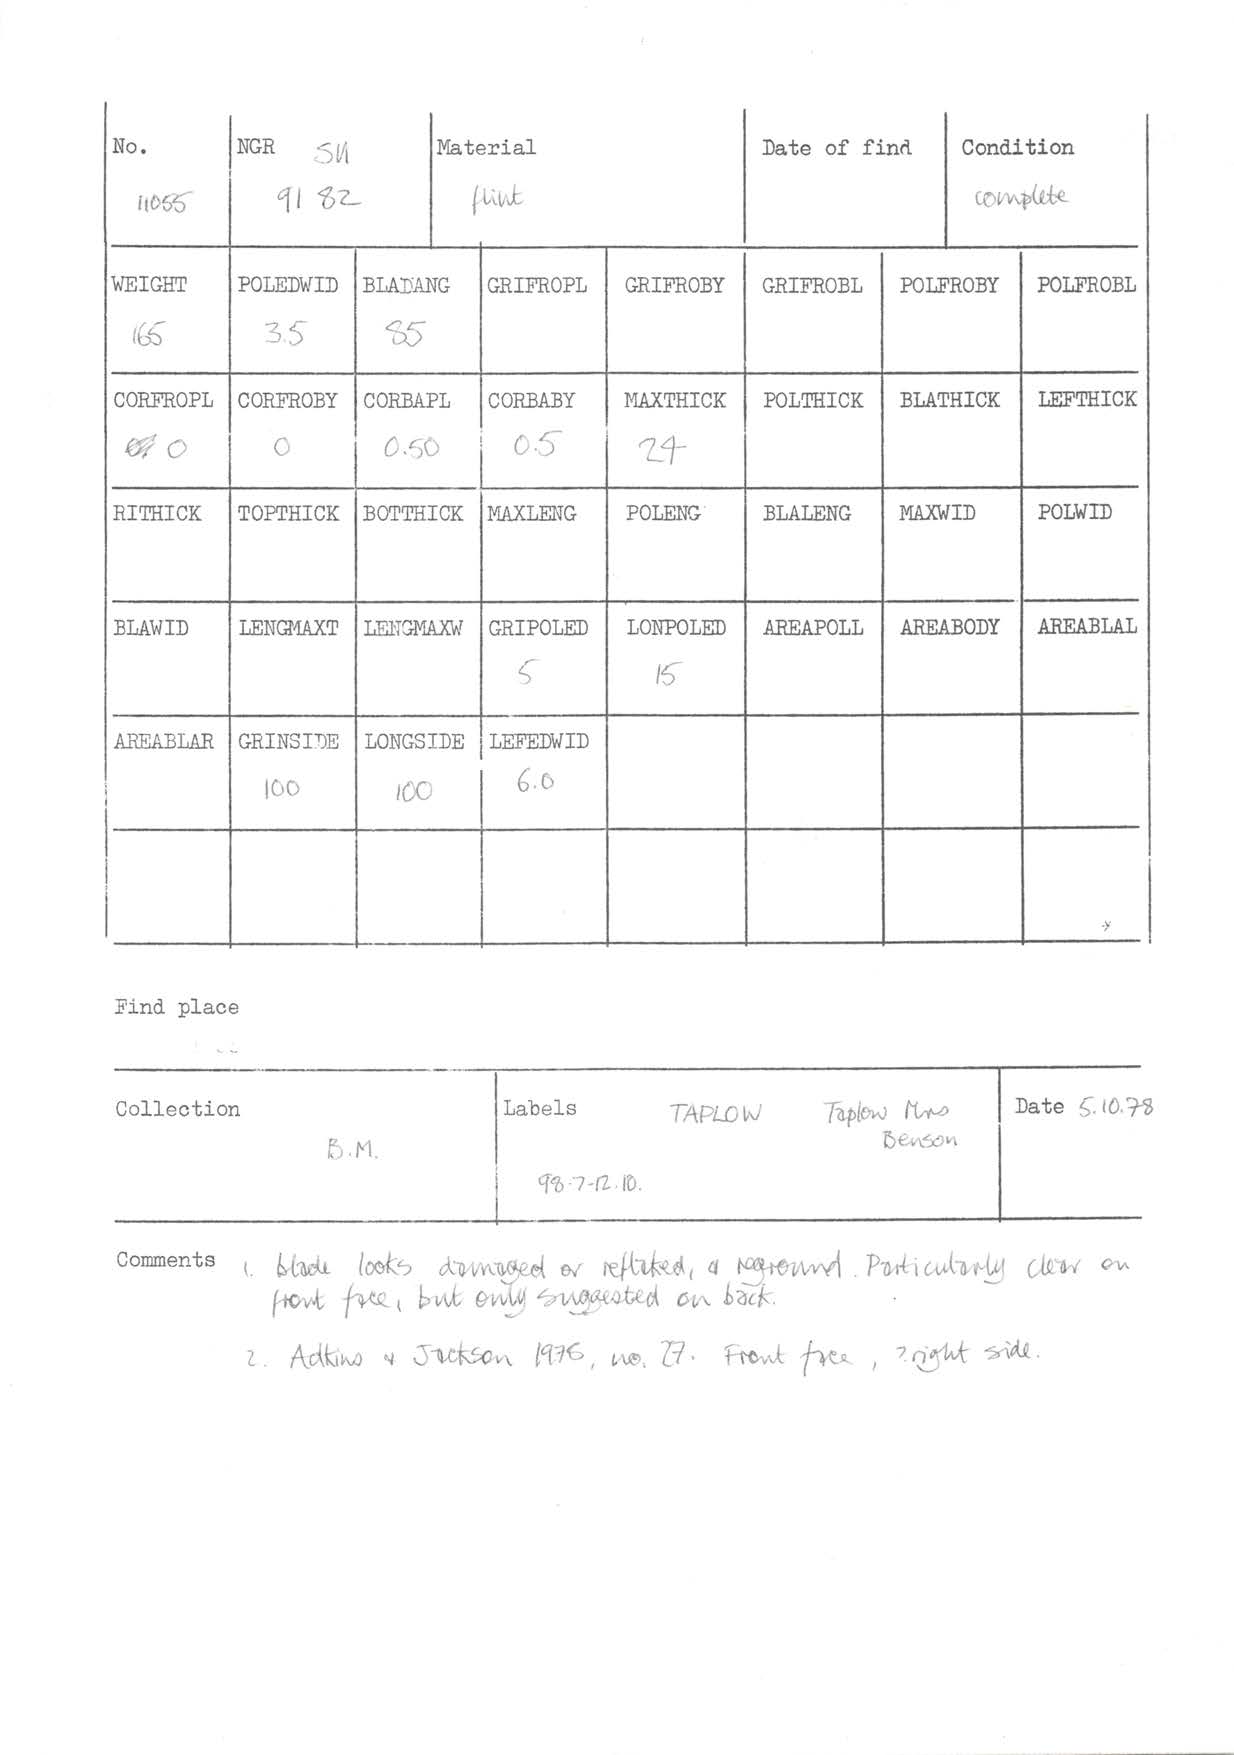 No. NGR SU Material Date of find Condition
11055 91 82 flint complete
WEIGHT POLEDWID BLADANG GRIFROPL GRIFROBY GRIFROBL POLFROBY POLFROBL
165 3.5 85
CORFROPL CORFROBY CORBAPL CORBABY MAXTHICK POLTHICK BLATHICK LEFTHICK
0 0 0.50 0.5 24
RITHICK TOPTHICK BOTTHICK MAXLENG POLENG BLALENG MAXWID POLWID
BLAWID LENGMAXT LENGMAXW GRIPOLED LONPOLED AREAPOLL AREABODY AREABLAL
5 15
AREABLAR GRINSIDE LONGSIDE LEFEDWID
100 100 6.0
Find place
Collection Labels TAPLOW Taplow Mrs Date 5.10.78
B.M. Benson
98.7-12.10.
Comments 1. blade looks damaged or reflaked, & reground. Particularly clear on
front face, but only suggested on back.
2. Adkins & Jackson 1976, no. 27. Front face, ?right side.